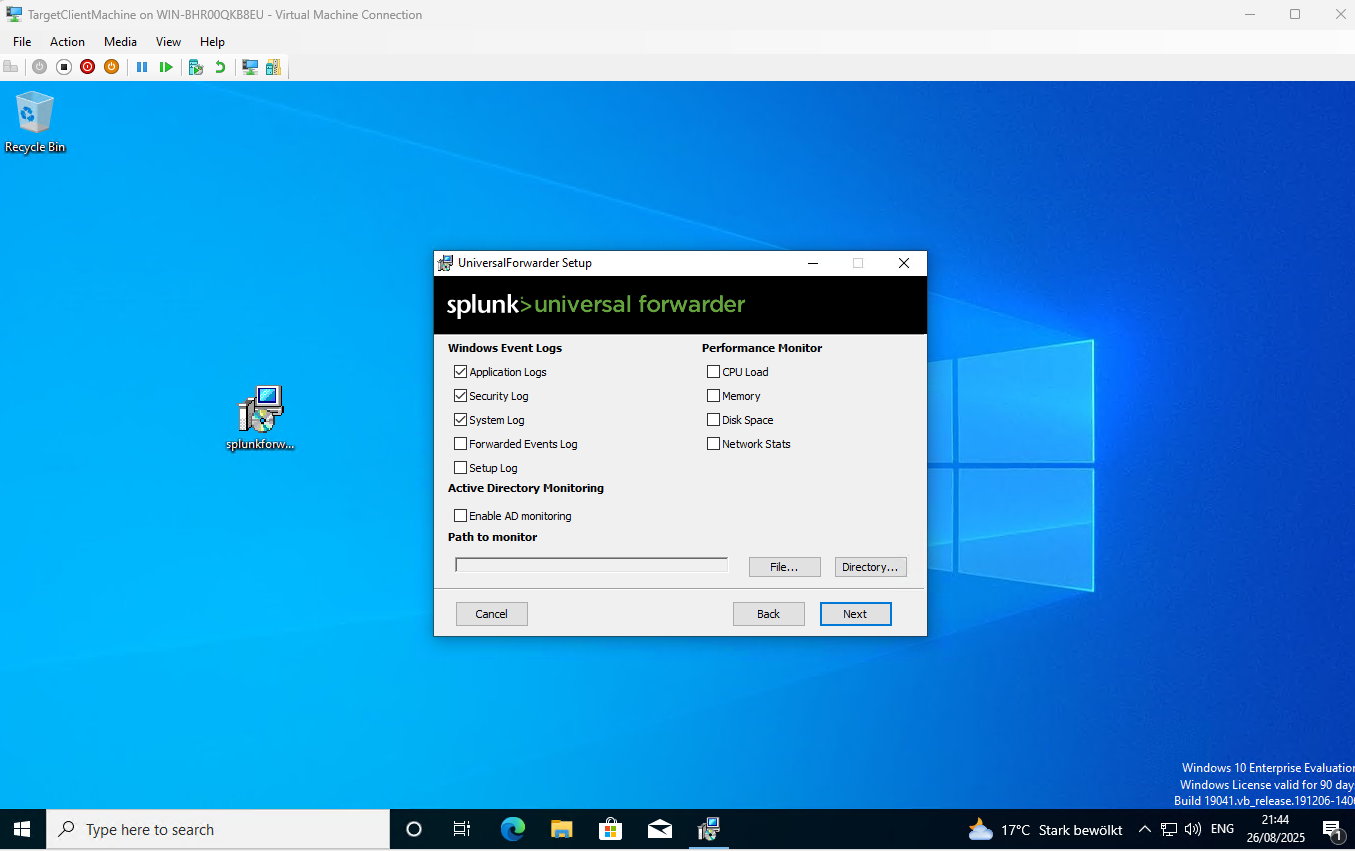 TargetClientMachine on WIN-BHR00QKB8EU - Virtual Machine Connection
File Action Media View Help
Recycle Bin
splunkforw...
UniversalForwarder Setup
splunk>universal forwarder
Windows Event Logs
Application Logs
Security Log
System Log
Forwarded Events Log
Setup Log
Performance Monitor
CPU Load
Memory
Disk Space
Network Stats
Active Directory Monitoring
Enable AD monitoring
Path to monitor
File...
Directory...
Cancel
Back
Next
Windows 10 Enterprise Evaluation
Windows License valid for 90 days
Build 19041.vb_release.191206-1406
Type here to search
17°C Stark bewölkt
ENG
21:44
26/08/2025
1